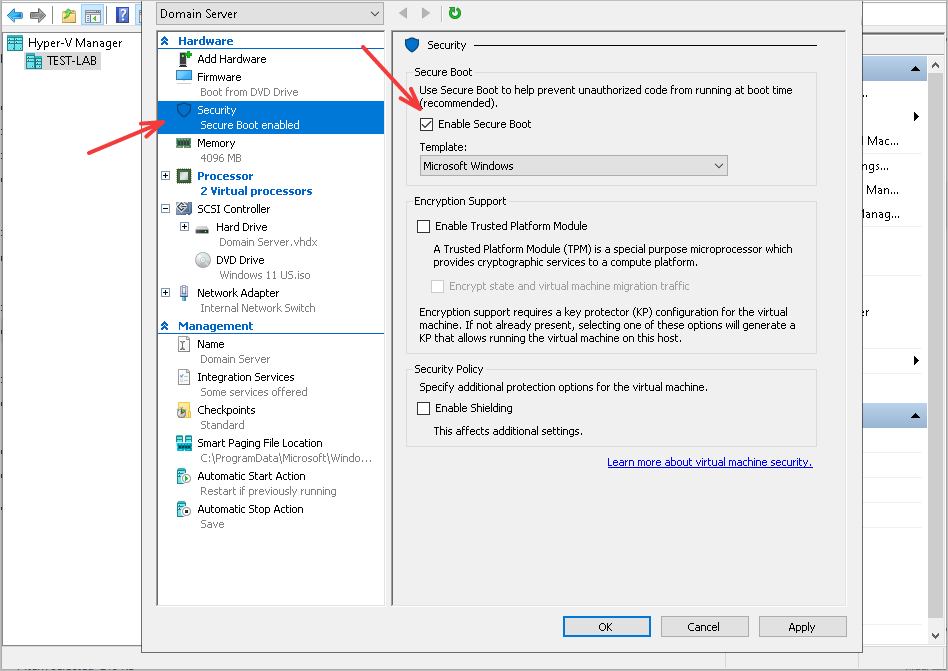 Domain Server
Hyper-V Manager
TEST-LAB
Hardware
Add Hardware
Firmware
Boot from DVD Drive
Security
Secure Boot enabled
Memory
4096 MB
Processor
2 Virtual processors
SCSI Controller
Hard Drive
Domain Server.vhdx
DVD Drive
Windows 11 US.iso
Network Adapter
Internal Network Switch
Management
Name
Domain Server
Integration Services
Some services offered
Checkpoints
Standard
Smart Paging File Location
C:\ProgramData\Microsoft\Windo...
Automatic Start Action
Restart if previously running
Automatic Stop Action
Save
Security
Secure Boot
Use Secure Boot to help prevent unauthorized code from running at boot time
(recommended).
Enable Secure Boot
Template:
Microsoft Windows
Encryption Support
Enable Trusted Platform Module
A Trusted Platform Module (TPM) is a special purpose microprocessor which
provides cryptographic services to a compute platform.
Encrypt state and virtual machine migration traffic
Encryption support requires a key protector (KP) configuration for the virtual
machine. If not already present, selecting one of these options will generate a
KP that allows running the virtual machine on this host.
Security Policy
Specify additional protection options for the virtual machine.
Enable Shielding
This affects additional settings.
Learn more about virtual machine security.
OK
Cancel
Apply
Mac...
ngs...
Man...
anag...